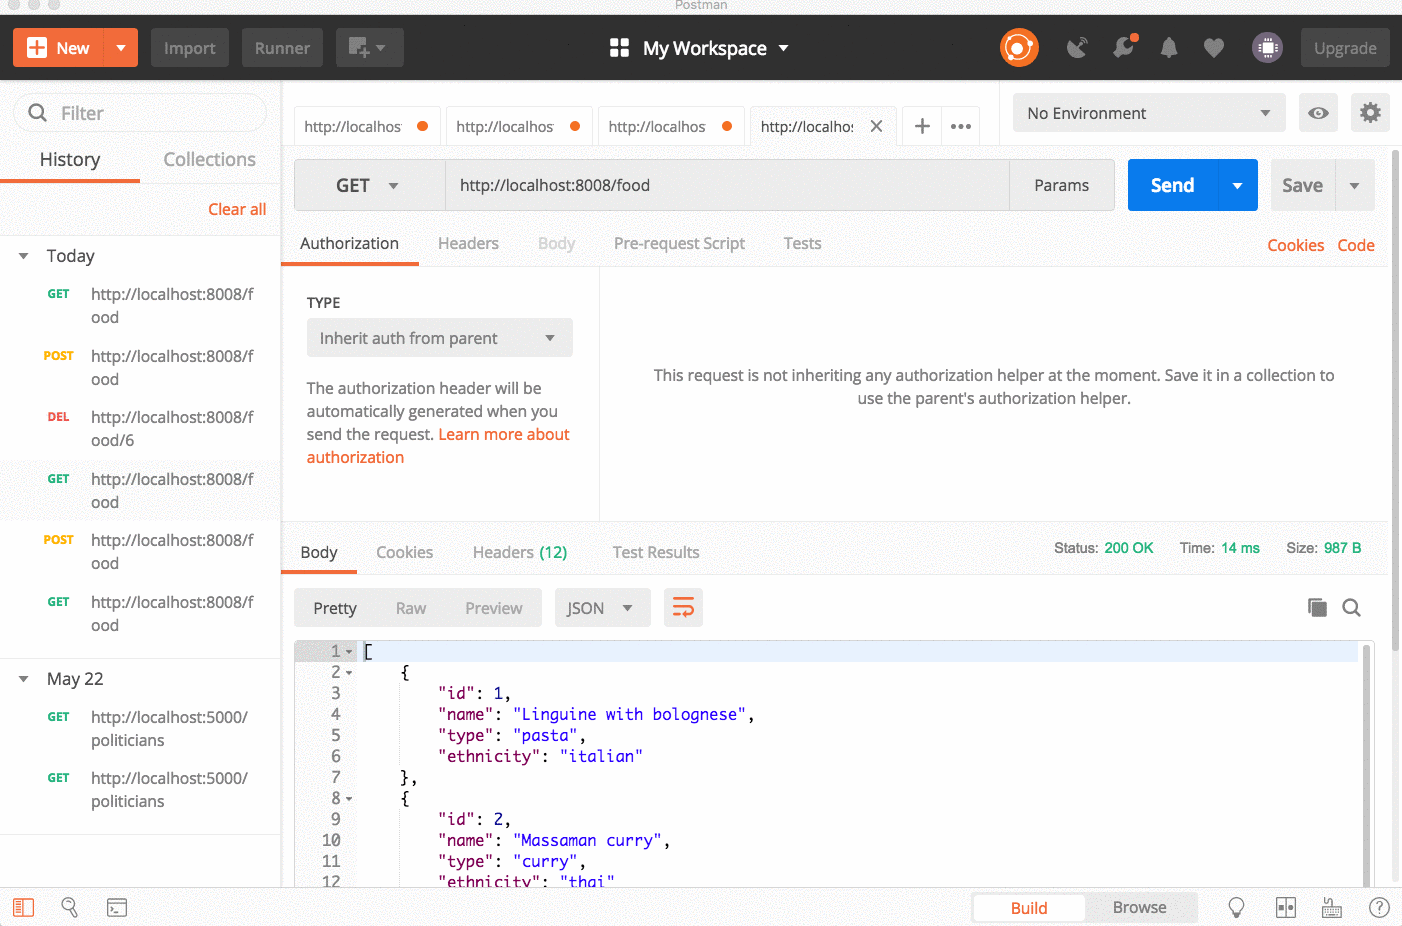 Postman
New
Import
Runner
My Workspace
Upgrade
Filter
History
Collections
Clear all
Today
GET
http://localhost:8008/f
ood
POST
http://localhost:8008/f
ood
DEL
http://localhost:8008/f
ood/6
GET
http://localhost:8008/f
ood
POST
http://localhost:8008/f
ood
GET
http://localhost:8008/f
ood
May 22
GET
http://localhost:5000/
politicians
GET
http://localhost:5000/
politicians
http://localhos
http://localhos
http://localhos
http://localhos
No Environment
GET
http://localhost:8008/food
Params
Send
Save
Authorization
Headers
Body
Pre-request Script
Tests
Cookies
Code
TYPE
Inherit auth from parent
The authorization header will be
automatically generated when you
send the request. Learn more about
authorization
This request is not inheriting any authorization helper at the moment. Save it in a collection to
use the parent's authorization helper.
Body
Cookies
Headers (12)
Test Results
Status: 200 OK
Time: 14 ms
Size: 987 B
Pretty
Raw
Preview
JSON
1 [
2 {
3 "id": 1,
4 "name": "Linguine with bolognese",
5 "type": "pasta",
6 "ethnicity": "italian"
7 },
8 {
9 "id": 2,
10 "name": "Massaman curry",
11 "type": "curry",
12 "ethnicity": "thai"
Build
Browse